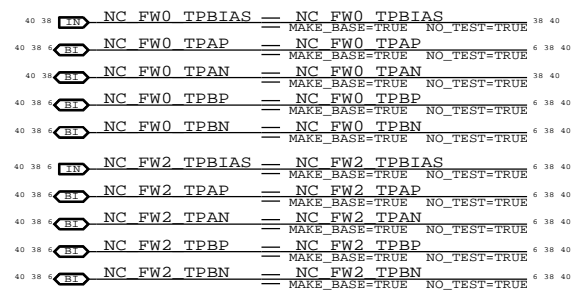 40 38 IN NC_FW0_TPBIAS NC_FW0_TPBIAS 38 40
MAKE_BASE=TRUE NO_TEST=TRUE
40 38 6 BI NC_FW0_TPAP NC_FW0_TPAP 6 38 40
MAKE_BASE=TRUE NO_TEST=TRUE
40 38 BI NC_FW0_TPAN NC_FW0_TPAN 38 40
MAKE_BASE=TRUE NO_TEST=TRUE
40 38 6 BI NC_FW0_TPBP NC_FW0_TPBP 6 38 40
MAKE_BASE=TRUE NO_TEST=TRUE
40 38 6 BI NC_FW0_TPBN NC_FW0_TPBN 6 38 40
MAKE_BASE=TRUE NO_TEST=TRUE
40 38 6 IN NC_FW2_TPBIAS NC_FW2_TPBIAS 6 38 40
MAKE_BASE=TRUE NO_TEST=TRUE
40 38 6 BI NC_FW2_TPAP NC_FW2_TPAP 6 38 40
MAKE_BASE=TRUE NO_TEST=TRUE
40 38 6 BI NC_FW2_TPAN NC_FW2_TPAN 6 38 40
MAKE_BASE=TRUE NO_TEST=TRUE
40 38 6 BI NC_FW2_TPBP NC_FW2_TPBP 6 38 40
MAKE_BASE=TRUE NO_TEST=TRUE
40 38 6 BI NC_FW2_TPBN NC_FW2_TPBN 6 38 40
MAKE_BASE=TRUE NO_TEST=TRUE